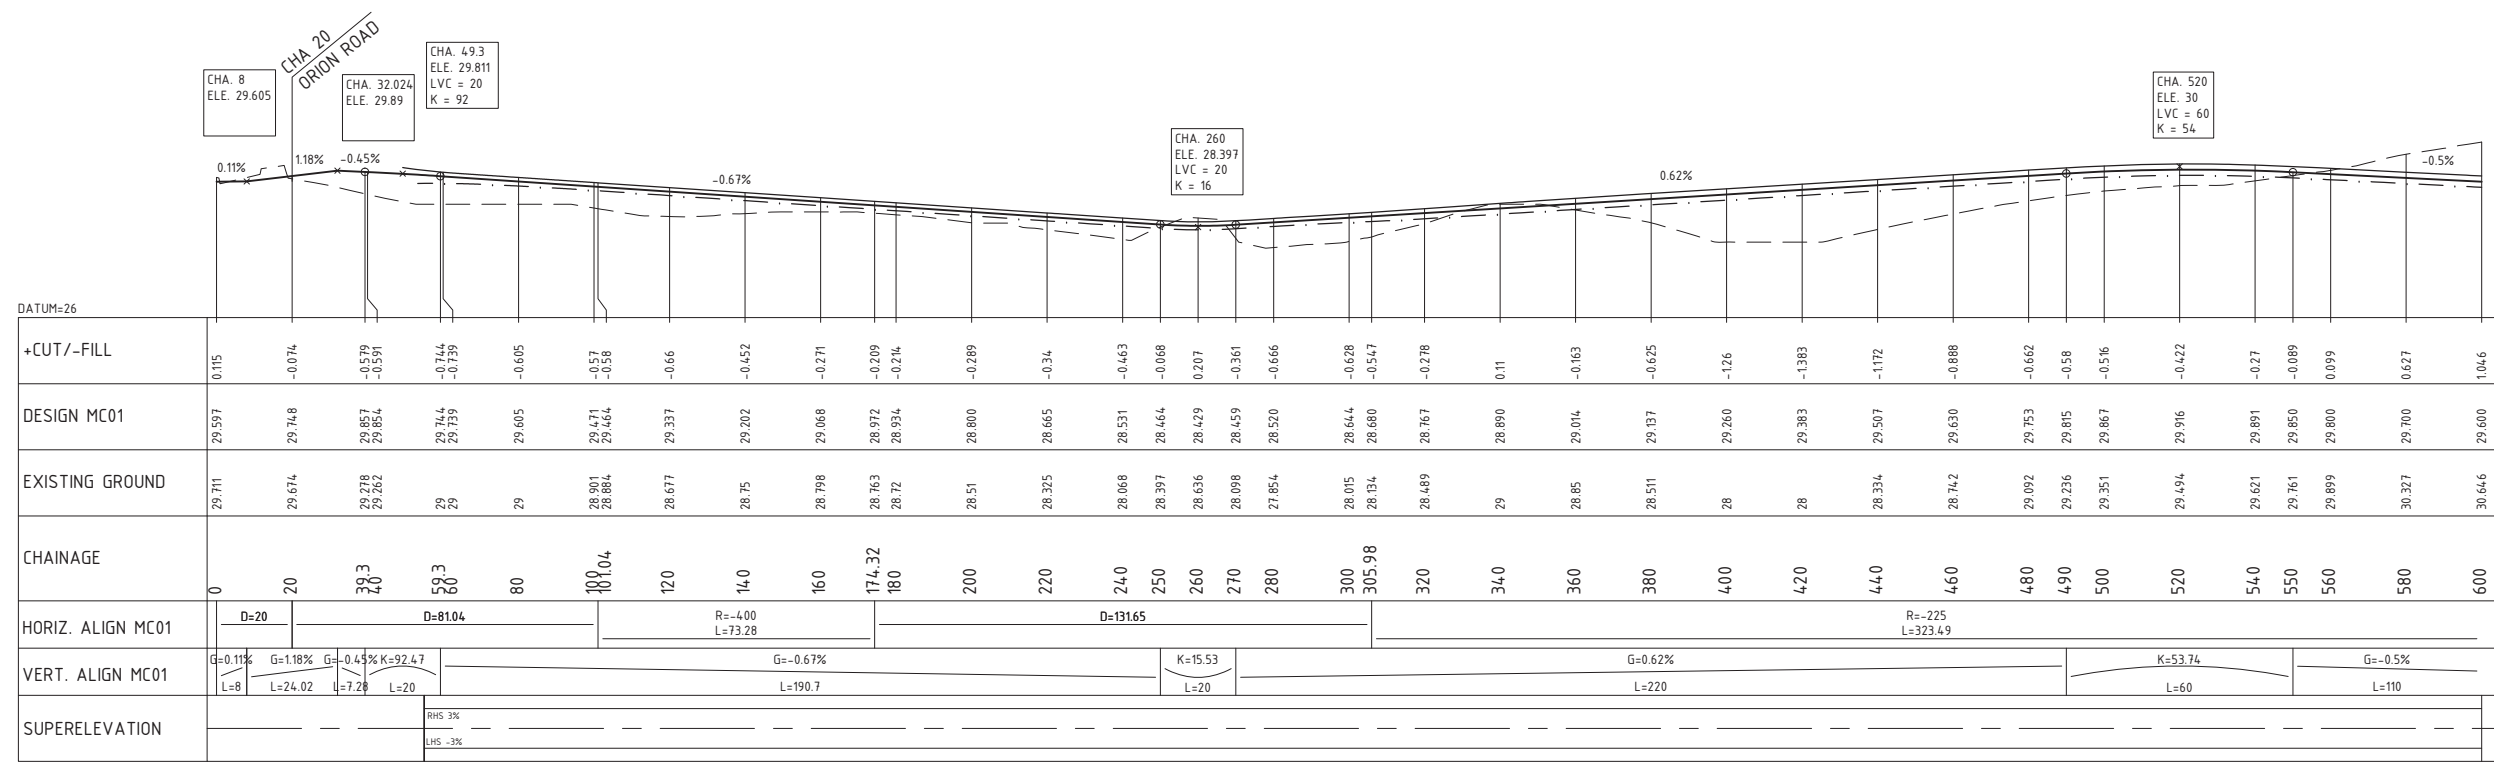 CHA 20
ORION ROAD
CHA. 8
ELE. 29.605
CHA. 32.024
ELE. 29.89
CHA. 49.3
ELE. 29.811
LVC = 20
K = 92
CHA. 260
ELE. 28.397
LVC = 20
K = 16
CHA. 520
ELE. 30
LVC = 60
K = 54
0.11%
1.18%
-0.45%
-0.67%
0.62%
-0.5%
DATUM=26
+CUT/-FILL
0.115 -0.074 -0.579 -0.591 -0.744 -0.739 -0.605 -0.57 -0.58 -0.66 -0.452 -0.271 -0.209 -0.214 -0.289 -0.34 -0.463 -0.068 0.207 -0.361 -0.666 -0.628 -0.547 -0.278 0.11 -0.163 -0.625 -1.26 -1.383 -1.172 -0.888 -0.662 -0.58 -0.516 -0.422 -0.27 -0.089 0.099 0.627 1.046
DESIGN MC01
29.597 29.748 29.857 29.854 29.744 29.739 29.605 29.471 29.464 29.337 29.202 29.068 28.972 28.934 28.800 28.665 28.531 28.464 28.429 28.459 28.520 28.644 28.680 28.767 28.890 29.014 29.137 29.260 29.383 29.507 29.630 29.753 29.815 29.867 29.916 29.891 29.850 29.800 29.700 29.600
EXISTING GROUND
29.711 29.674 29.278 29.262 29 29 29 28.901 28.884 28.677 28.75 28.798 28.763 28.72 28.51 28.325 28.068 28.397 28.636 28.098 27.854 28.015 28.134 28.489 29 28.85 28.511 28 28 28.334 28.742 29.092 29.236 29.351 29.494 29.621 29.761 29.899 30.327 30.646
CHAINAGE
0 20 39.3 40 59.3 60 80 100 101.04 120 140 160 174.32 180 200 220 240 250 260 270 280 300 305.98 320 340 360 380 400 420 440 460 480 490 500 520 540 550 560 580 600
HORIZ. ALIGN MC01
D=20
D=81.04
R=-400
L=73.28
D=131.65
R=-225
L=323.49
VERT. ALIGN MC01
G=0.11% G=1.18% G=-0.45% K=92.47 G=-0.67% K=15.53 G=0.62% K=53.74 G=-0.5%
L=8 L=24.02 L=7.28 L=20 L=190.7 L=20 L=220 L=60 L=110
SUPERELEVATION
RHS 3%
LHS -3%